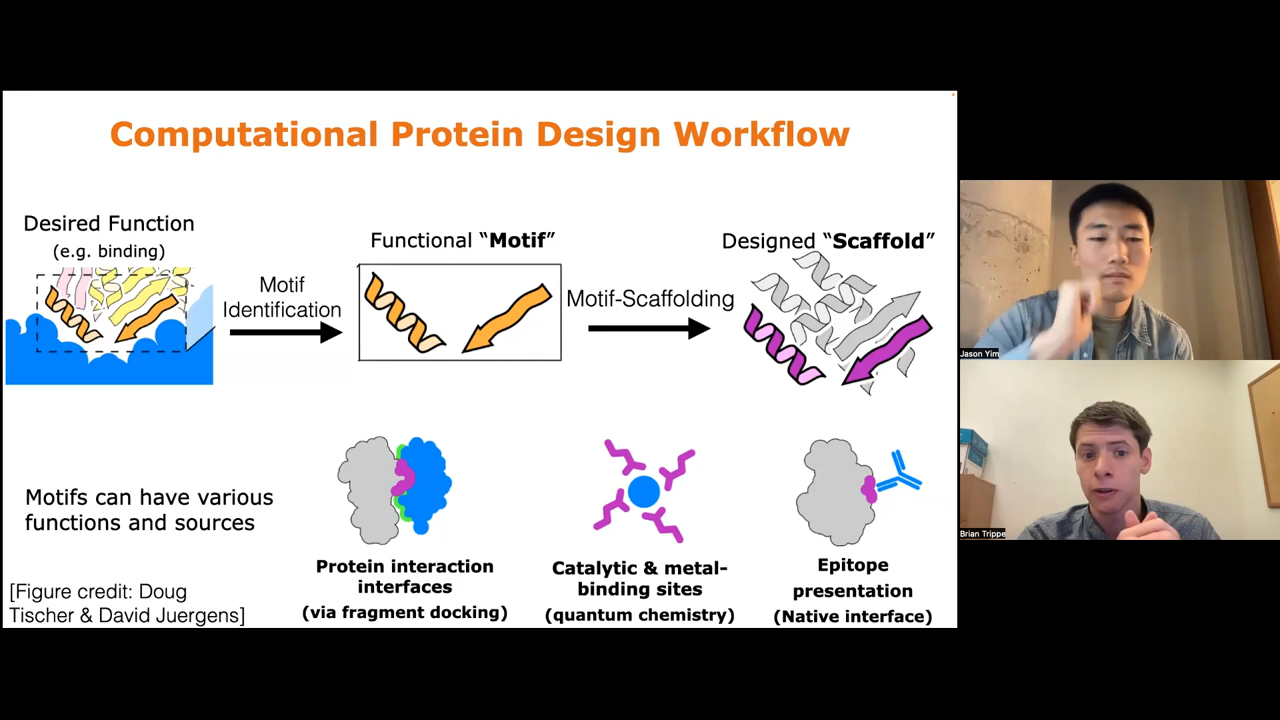 Computational Protein Design Workflow
Desired Function
(e.g. binding)
Motif
Identification
Functional “Motif”
Motif-Scaffolding
Designed “Scaffold”
Motifs can have various
functions and sources
Protein interaction
interfaces
(via fragment docking)
Catalytic & metal-
binding sites
(quantum chemistry)
Epitope
presentation
(Native interface)
[Figure credit: Doug
Tischer & David Juergens]
Jason Yim
Brian Trippe